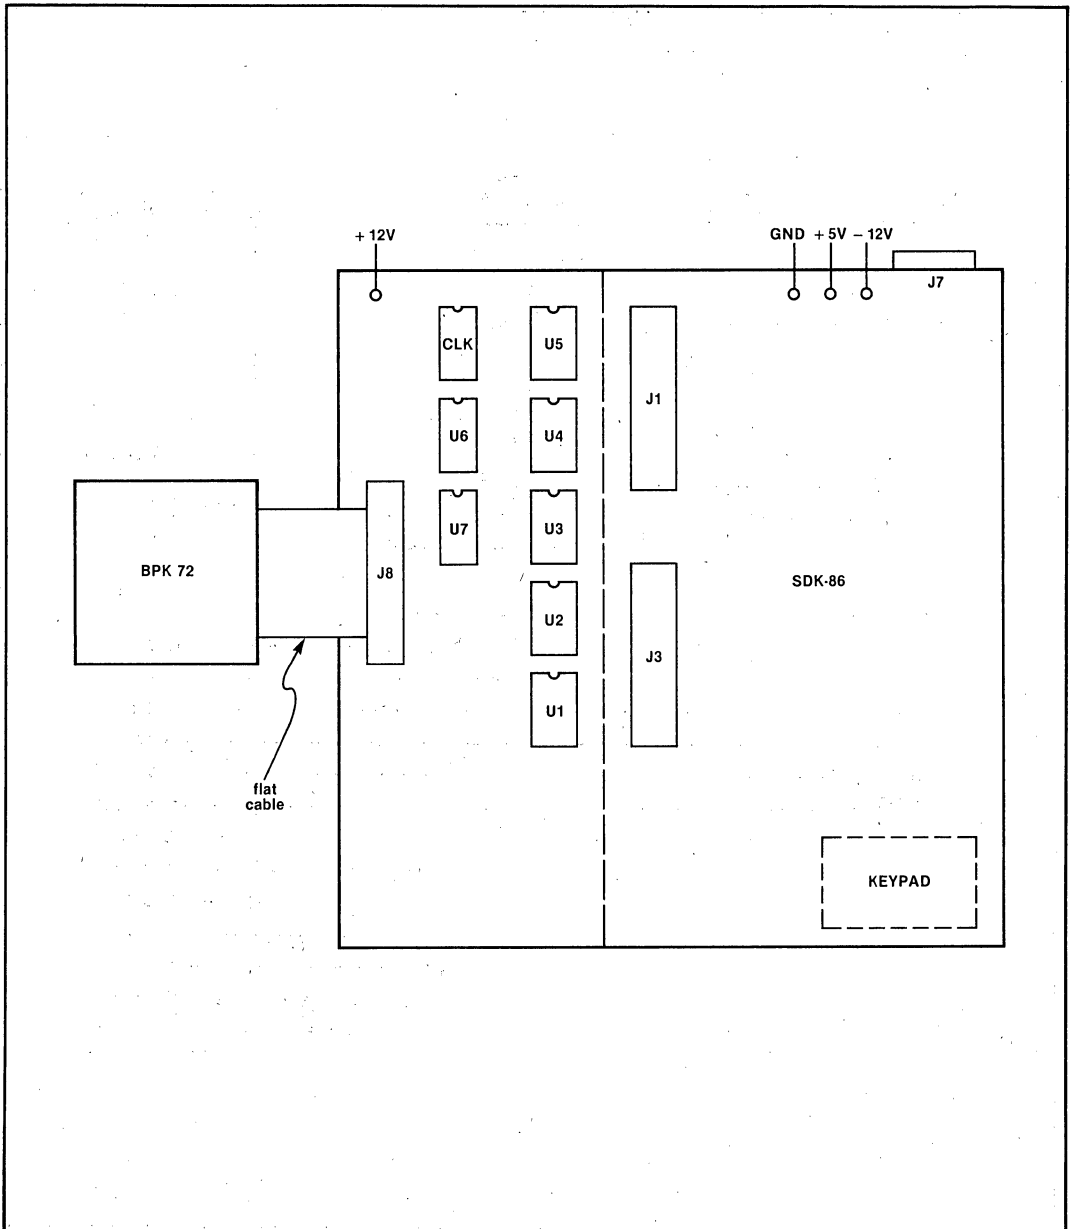 + 12V
GND + 5V – 12V
J7
CLK
U5
J1
U6
U4
U7
U3
BPK 72
J8
SDK-86
U2
J3
U1
flat
cable
KEYPAD